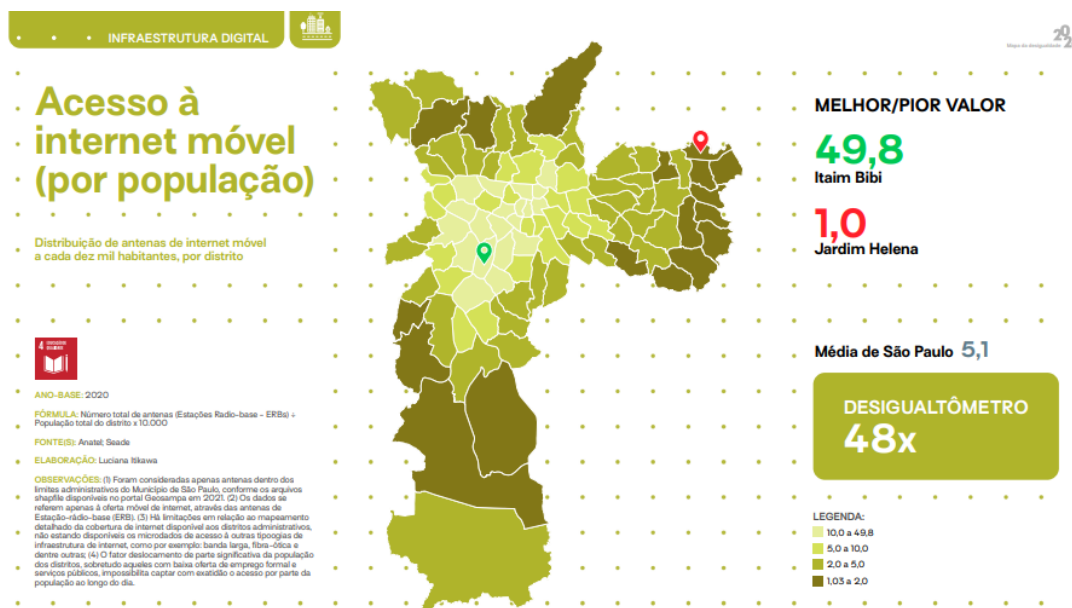 INFRAESTRUTURA DIGITAL
Mapa da desigualdade
202
Acesso à
internet móvel
(por população)
Distribuição de antenas de internet móvel
a cada dez mil habitantes, por distrito
4
ANO-BASE: 2020
FÓRMULA: Número total de antenas (Estações Radio-base - ERBs) ÷
População total do distrito x 10.000
FONTE(S): Anatel; Seade
ELABORAÇÃO: Luciana Itikawa
OBSERVAÇÕES: (1) Foram consideradas apenas antenas dentro dos
limites administrativos do Município de São Paulo, conforme os arquivos
shapfile disponíveis no portal Geosampa em 2021. (2) Os dados se
referem apenas à oferta móvel de internet, através das antenas de
Estação-rádio-base (ERB). (3) Há limitações em relação ao mapeamento
detalhado da cobertura de internet disponível aos distritos administrativos,
não estando disponíveis os microdados de acesso à outras tipoogias de
infraestrutura de internet, como por exemplo: banda larga, fibra-ótica e
dentre outras; (4) O fator deslocamento de parte significativa da população
dos distritos, sobretudo aqueles com baixa oferta de emprego formal e
serviços públicos, impossibilita captar com exatidão o acesso por parte da
população ao longo do dia.
MELHOR/PIOR VALOR
49,8
Itaim Bibi
1,0
Jardim Helena
Média de São Paulo 5,1
DESIGUALTÔMETRO
48x
LEGENDA:
10,0 a 49,8
5,0 a 10,0
2,0 a 5,0
1,03 a 2,0